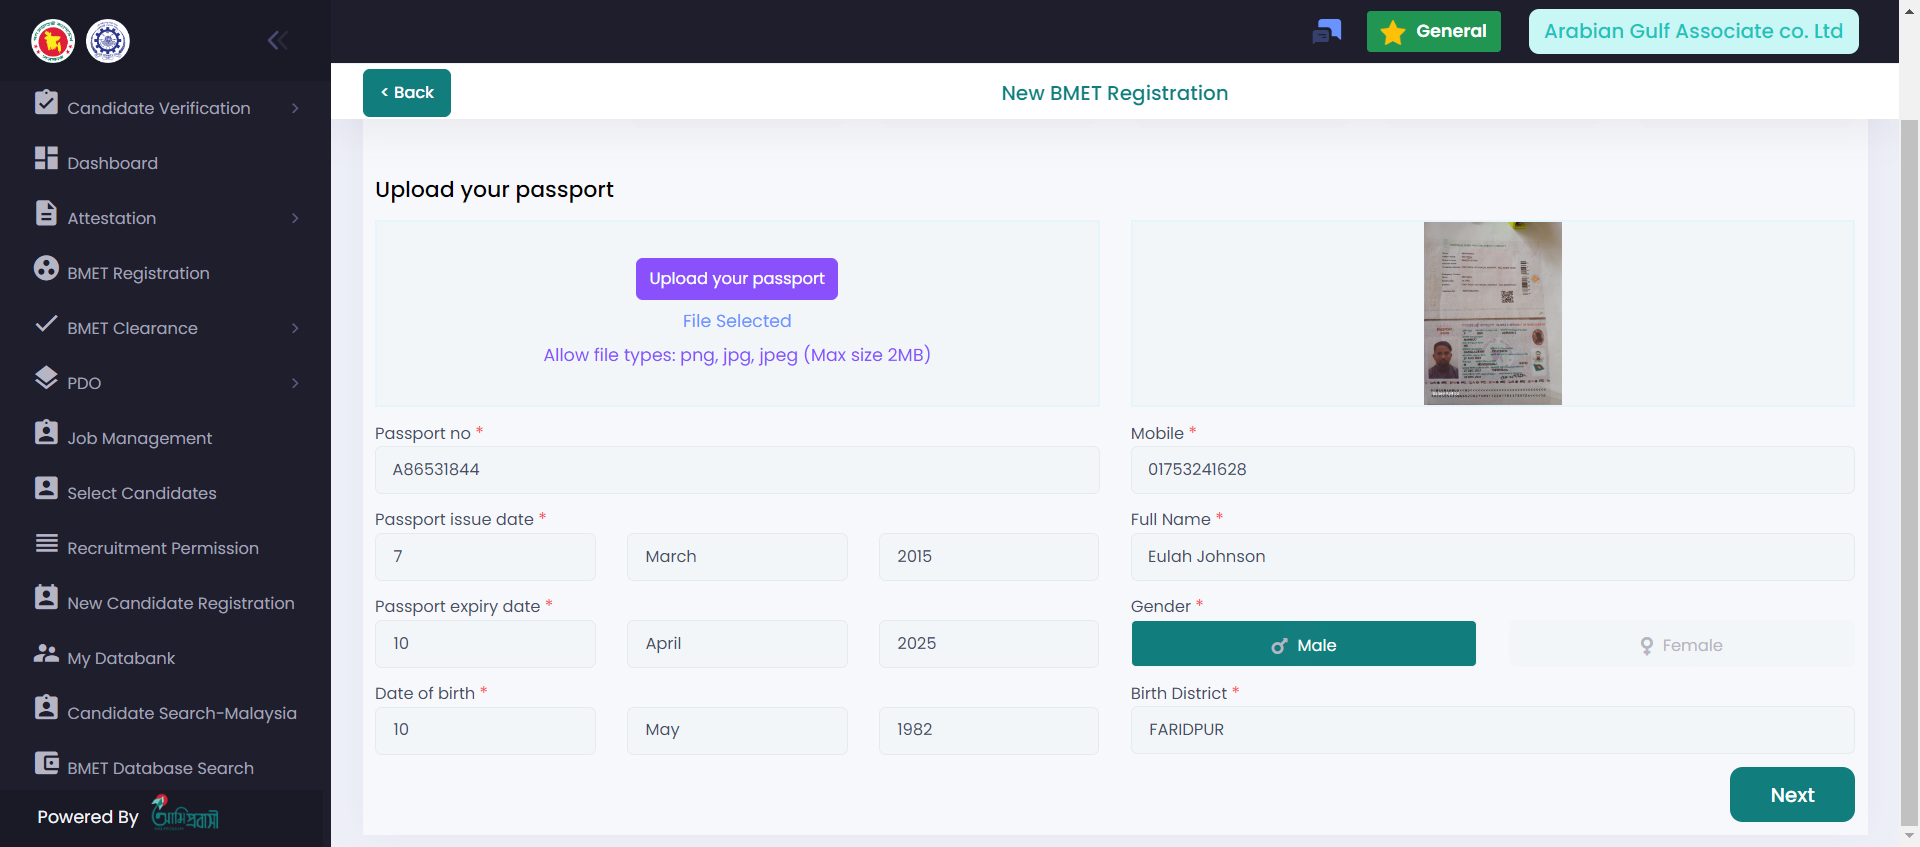 General
Arabian Gulf Associate co. Ltd
< Back
New BMET Registration
Candidate Verification
Dashboard
Attestation
BMET Registration
BMET Clearance
PDO
Job Management
Select Candidates
Recruitment Permission
New Candidate Registration
My Databank
Candidate Search-Malaysia
BMET Database Search
Powered By
আমি প্রবাসী
Upload your passport
Upload your passport
File Selected
Allow file types: png, jpg, jpeg (Max size 2MB)
Passport no *
A86531844
Mobile *
01753241628
Passport issue date *
7 March 2015
Full Name *
Eulah Johnson
Passport expiry date *
10 April 2025
Gender *
Male Female
Date of birth *
10 May 1982
Birth District *
FARIDPUR
Next